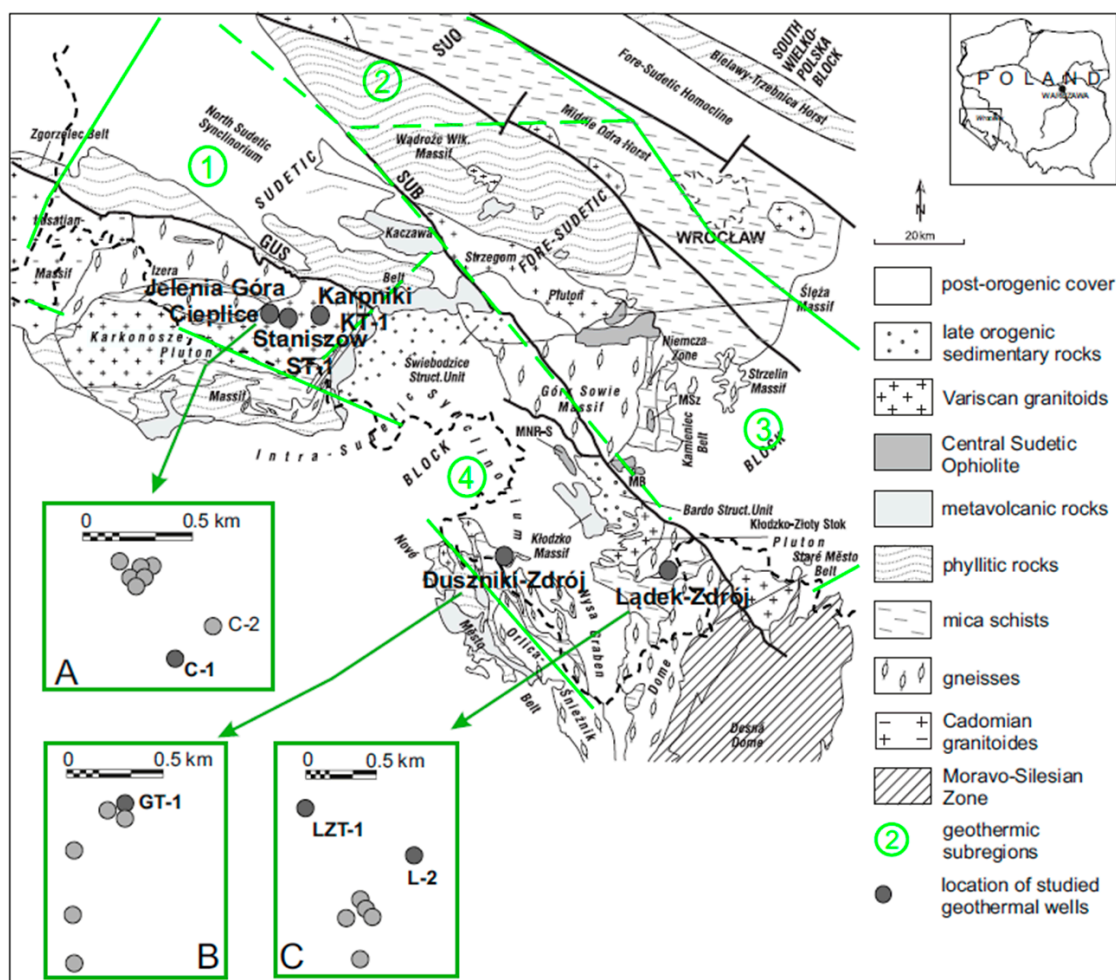 SUO
SOUTH
WIELKO-
POLSKA
BLOCK
Bielawy-Trzebnica Horst
Fore-Sudetic Homocline
Middle Odra Horst
POLAND
WARSZAWA
N
20 km
2
Zgorzelec Belt
North Sudetic
Synclinorium
1
SUDETIC
Wądroże Wlk.
Massif
SUB
FORE-SUDETIC
WROCŁAW
Massif
GUS
Kaczawa
Belt
Strzegom
Pluton
Ślęża
Massif
Izera
Jelenia Góra
Cieplice
Karpniki
KT-1
Staniszów
ST-1
Karkonosze
Pluton
Massif
Świebodzice
Struct.Unit
Niemcza
Zone
Strzelin
Massif
Góry Sowie
Massif
MSz
Kamieniec
Belt
3
BLOCK
Intra-Sudetic Synclinorium
BLOCK
4
MNR-S
MB
Bardo Struct.Unit
Kłodzko-Złoty Stok
Pluton
Staré Město
Belt
Kłodzko
Massif
Nové
Město
Belt
Duszniki-Zdrój
Lądek-Zdrój
Nysa Graben
Orlica-
Śnieżnik
Dome
Desná
Dome
post-orogenic cover
late orogenic
sedimentary rocks
Variscan granitoids
Central Sudetic
Ophiolite
metavolcanic rocks
phyllitic rocks
mica schists
gneisses
Cadomian
granitoides
Moravo-Silesian
Zone
2
geothermic
subregions
location of studied
geothermal wells
0 0.5 km
C-2
C-1
A
0 0.5 km
GT-1
B
0 0.5 km
LZT-1
L-2
C